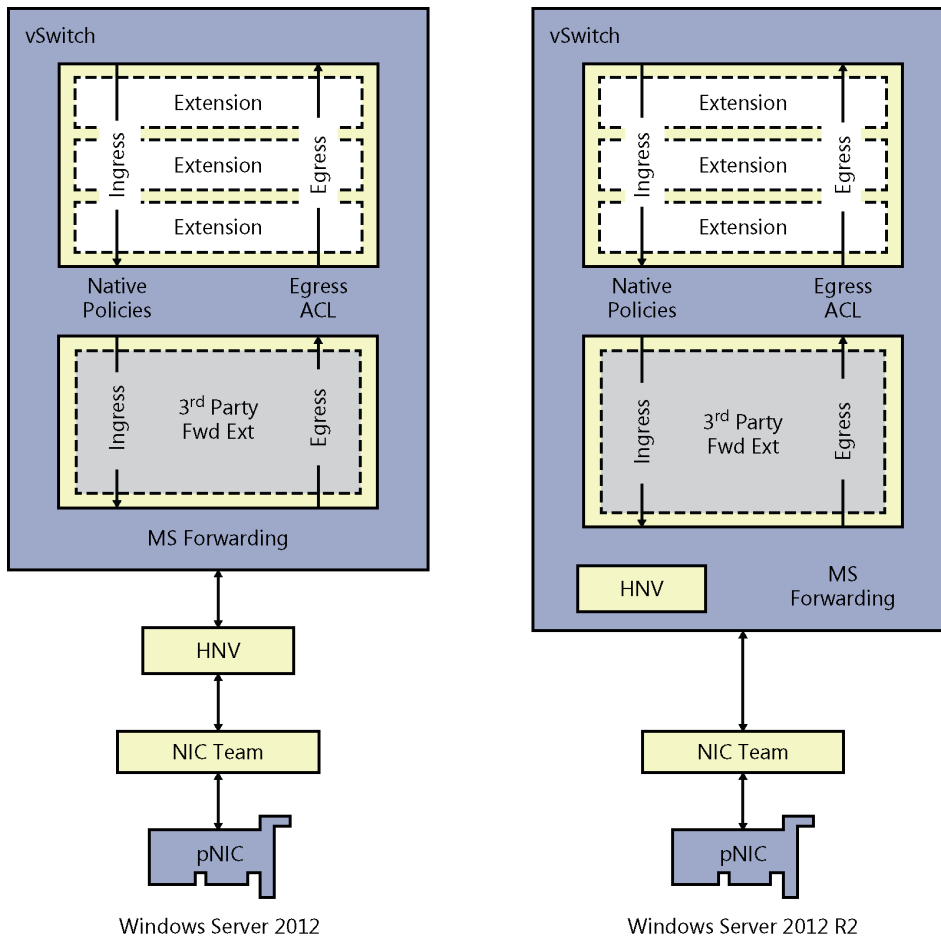 vSwitch
Extension
Extension
Extension
Ingress
Egress
Native
Policies
Egress
ACL
3rd Party
Fwd Ext
Ingress
Egress
MS Forwarding
HNV
NIC Team
pNIC
Windows Server 2012
vSwitch
Extension
Extension
Extension
Ingress
Egress
Native
Policies
Egress
ACL
3rd Party
Fwd Ext
Ingress
Egress
HNV
MS
Forwarding
NIC Team
pNIC
Windows Server 2012 R2